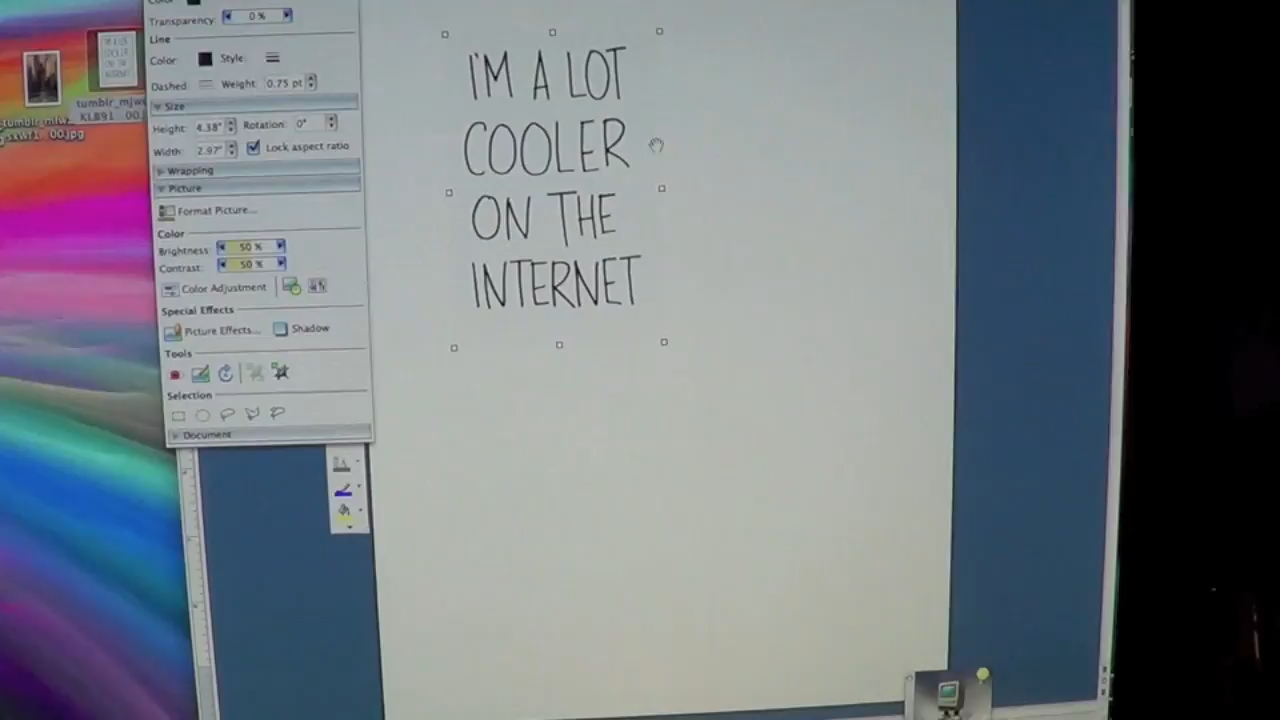 Transparency: 0 %
Line
Color: Style:
Dashed Weight: 0.75 pt
Size
Height: 4.38" Rotation: 0°
Width: 2.97" Lock aspect ratio
Wrapping
Picture
Format Picture...
Color
Brightness: 50 %
Contrast: 50 %
Color Adjustment
Special Effects
Picture Effects... Shadow
Tools
Selection
Document
I'M A LOT
COOLER
ON THE
INTERNET